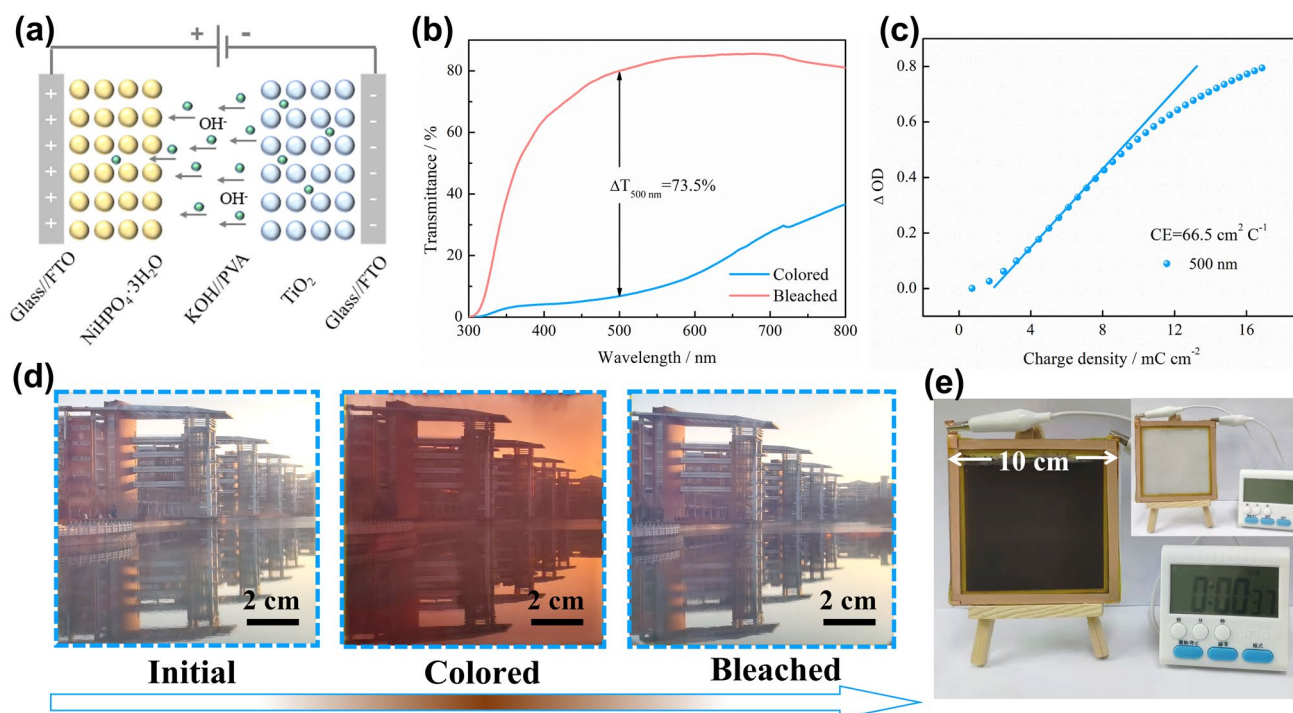 (a)
+ -
OH-
OH-
Glass//FTO
NiHPO4·3H2O
KOH//PVA
TiO2
Glass//FTO
(b)
Transmittance / %
80
60
40
20
0
ΔT500 nm=73.5%
Colored
Bleached
300 400 500 600 700 800
Wavelength / nm
(c)
Δ OD
0.8
0.6
0.4
0.2
0.0
CE=66.5 cm2 C-1
500 nm
0 4 8 12 16
Charge density / mC cm-2
(d)
2 cm
2 cm
2 cm
Initial
Colored
Bleached
(e)
10 cm
0:00 37